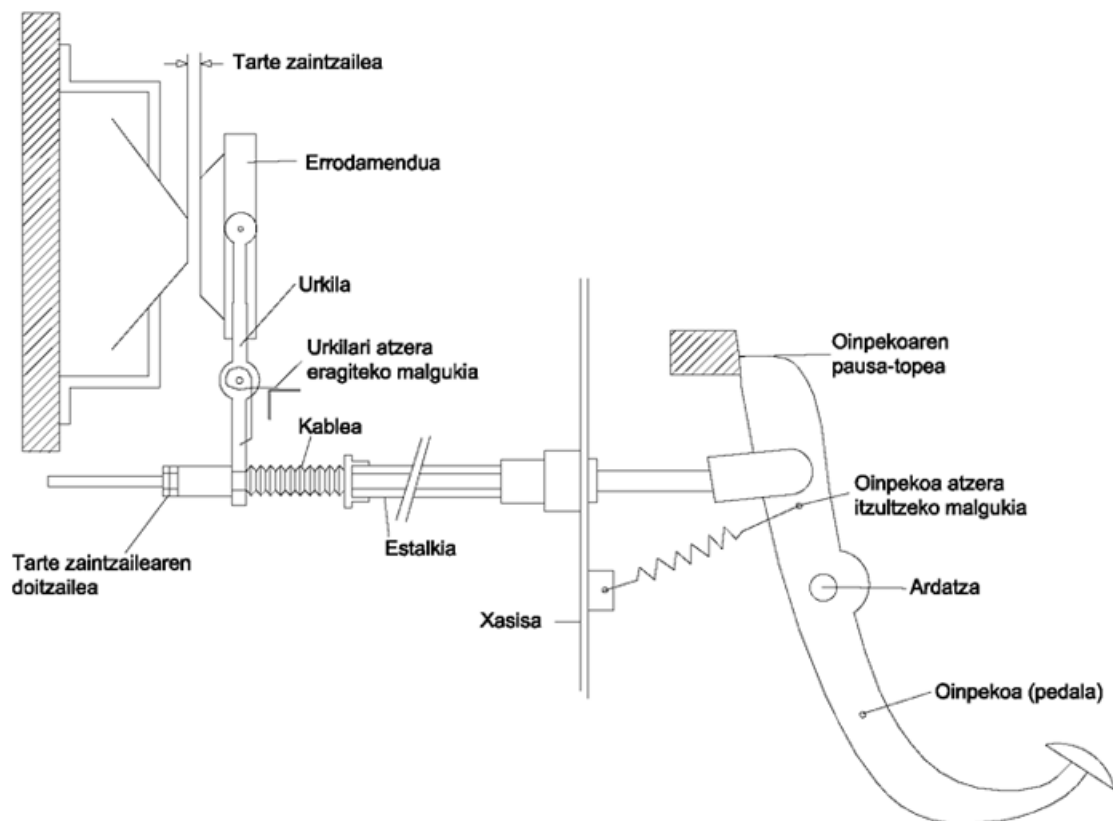 Tarte zaintzailea
Errodamendua
Urkila
Urkilari atzera
eragiteko malgukia
Kablea
Oinpekoaren
pausa-topea
Oinpekoa atzera
itzultzeko malgukia
Estalkia
Tarte zaintzailearen
doitzailea
Ardatza
Xasisa
Oinpekoa (pedala)